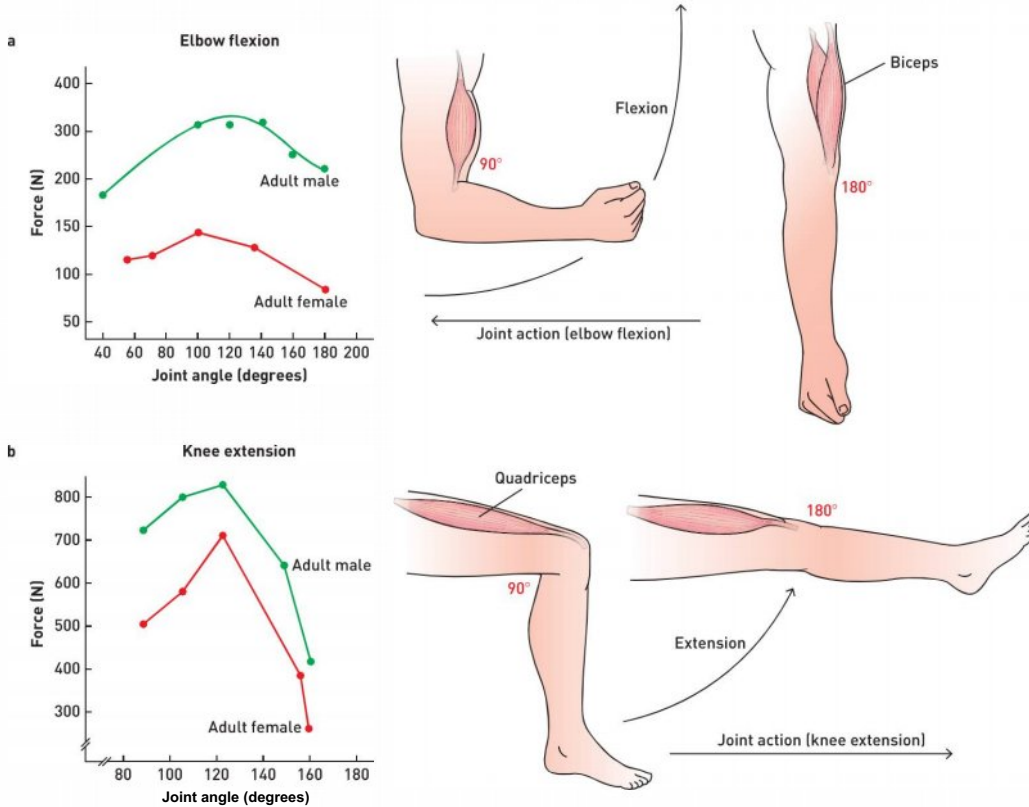 a
Elbow flexion
400
300
200
150
100
50
Force (N)
Adult male
Adult female
40 60 80 100 120 140 160 180 200
Joint angle (degrees)
90°
Flexion
Joint action (elbow flexion)
Biceps
180°
b
Knee extension
800
700
600
500
400
300
Force (N)
Adult male
Adult female
80 100 120 140 160 180
Joint angle (degrees)
Quadriceps
90°
180°
Extension
Joint action (knee extension)